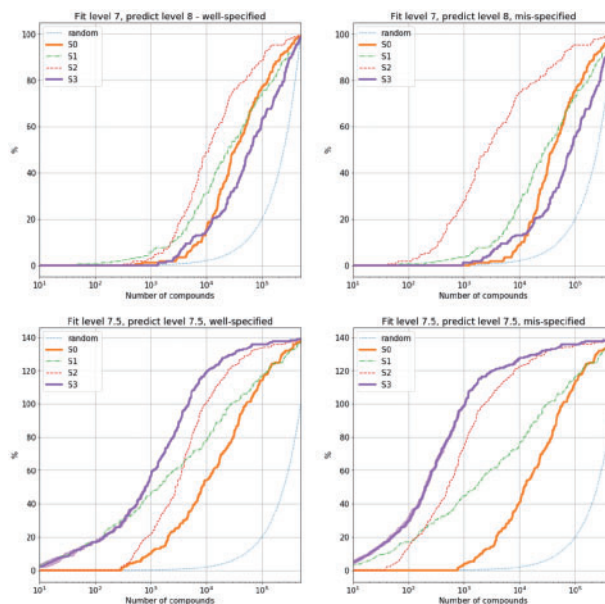 Fit level 7, predict level 8 - well-specified
100
80
60
40
20
0
%
random
S0
S1
S2
S3
10¹ 10² 10³ 10⁴ 10⁵
Number of compounds
Fit level 7, predict level 8, mis-specified
100
80
60
40
20
0
%
random
S0
S1
S2
S3
10¹ 10² 10³ 10⁴ 10⁵
Number of compounds
Fit level 7.5, predict level 7.5, well-specified
140
120
100
80
60
40
20
0
%
random
S0
S1
S2
S3
10¹ 10² 10³ 10⁴ 10⁵
Number of compounds
Fit level 7.5, predict level 7.5, mis-specified
140
120
100
80
60
40
20
0
%
random
S0
S1
S2
S3
10¹ 10² 10³ 10⁴ 10⁵
Number of compounds